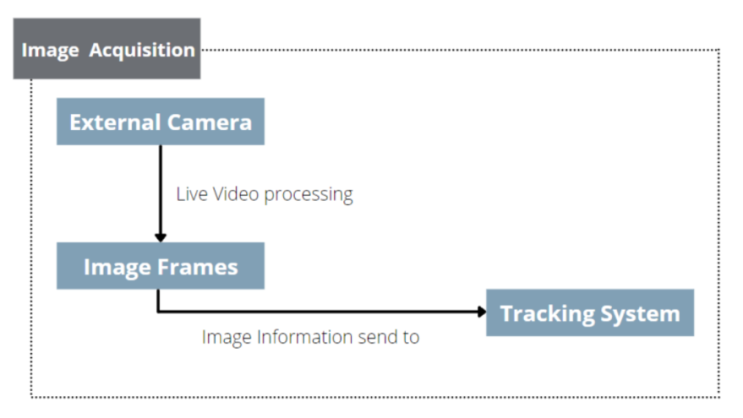 Image Acquisition
External Camera
Live Video processing
Image Frames
Tracking System
Image Information send to